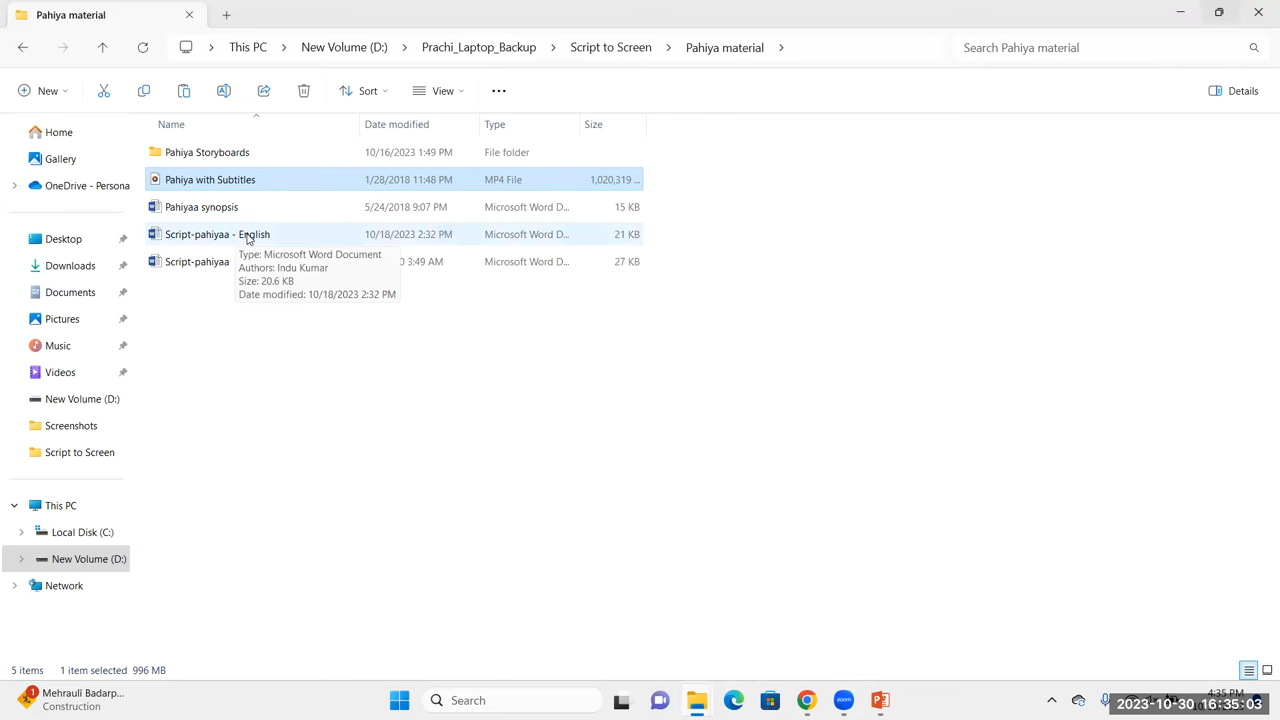 Pahiya material
This PC
New Volume (D:)
Prachi_Laptop_Backup
Script to Screen
Pahiya material
Search Pahiya material
New
Sort
View
Details
Name Date modified Type Size
Pahiya Storyboards 10/16/2023 1:49 PM File folder
Pahiya with Subtitles 1/28/2018 11:48 PM MP4 File 1,020,319 ...
Pahiyaa synopsis 5/24/2018 9:07 PM Microsoft Word D... 15 KB
Script-pahiyaa - English 10/18/2023 2:32 PM Microsoft Word D... 21 KB
Script-pahiyaa 0 3:49 AM Microsoft Word D... 27 KB
Type: Microsoft Word Document
Authors: Indu Kumar
Size: 20.6 KB
Date modified: 10/18/2023 2:32 PM
Home
Gallery
OneDrive - Persona
Desktop
Downloads
Documents
Pictures
Music
Videos
New Volume (D:)
Screenshots
Script to Screen
This PC
Local Disk (C:)
New Volume (D:)
Network
5 items 1 item selected 996 MB
1
Mehrauli Badarp...
Construction
Search
zoom
4:35 PM
2023-10-30 16:35:03